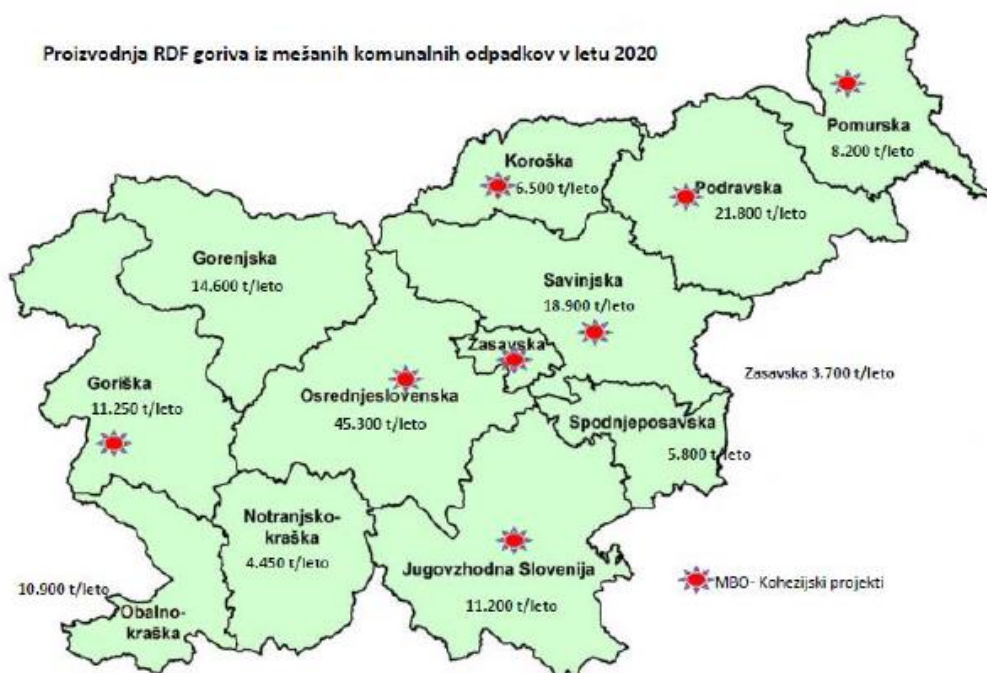 Proizvodnja RDF goriva iz mešanih komunalnih odpadkov v letu 2020
Pomurska
8.200 t/leto
Koroška
6.500 t/leto
Podravska
21.800 t/leto
Gorenjska
14.600 t/leto
Savinjska
18.900 t/leto
Zasavska
Zasavska 3.700 t/leto
Goriška
11.250 t/leto
Osrednjeslovenska
45.300 t/leto
Spodnjeposavska
5.800 t/leto
Notranjsko-
kraška
4.450 t/leto
Jugovzhodna Slovenija
11.200 t/leto
MBO- Kohezijski projekti
10.900 t/leto
Obalno-
kraška